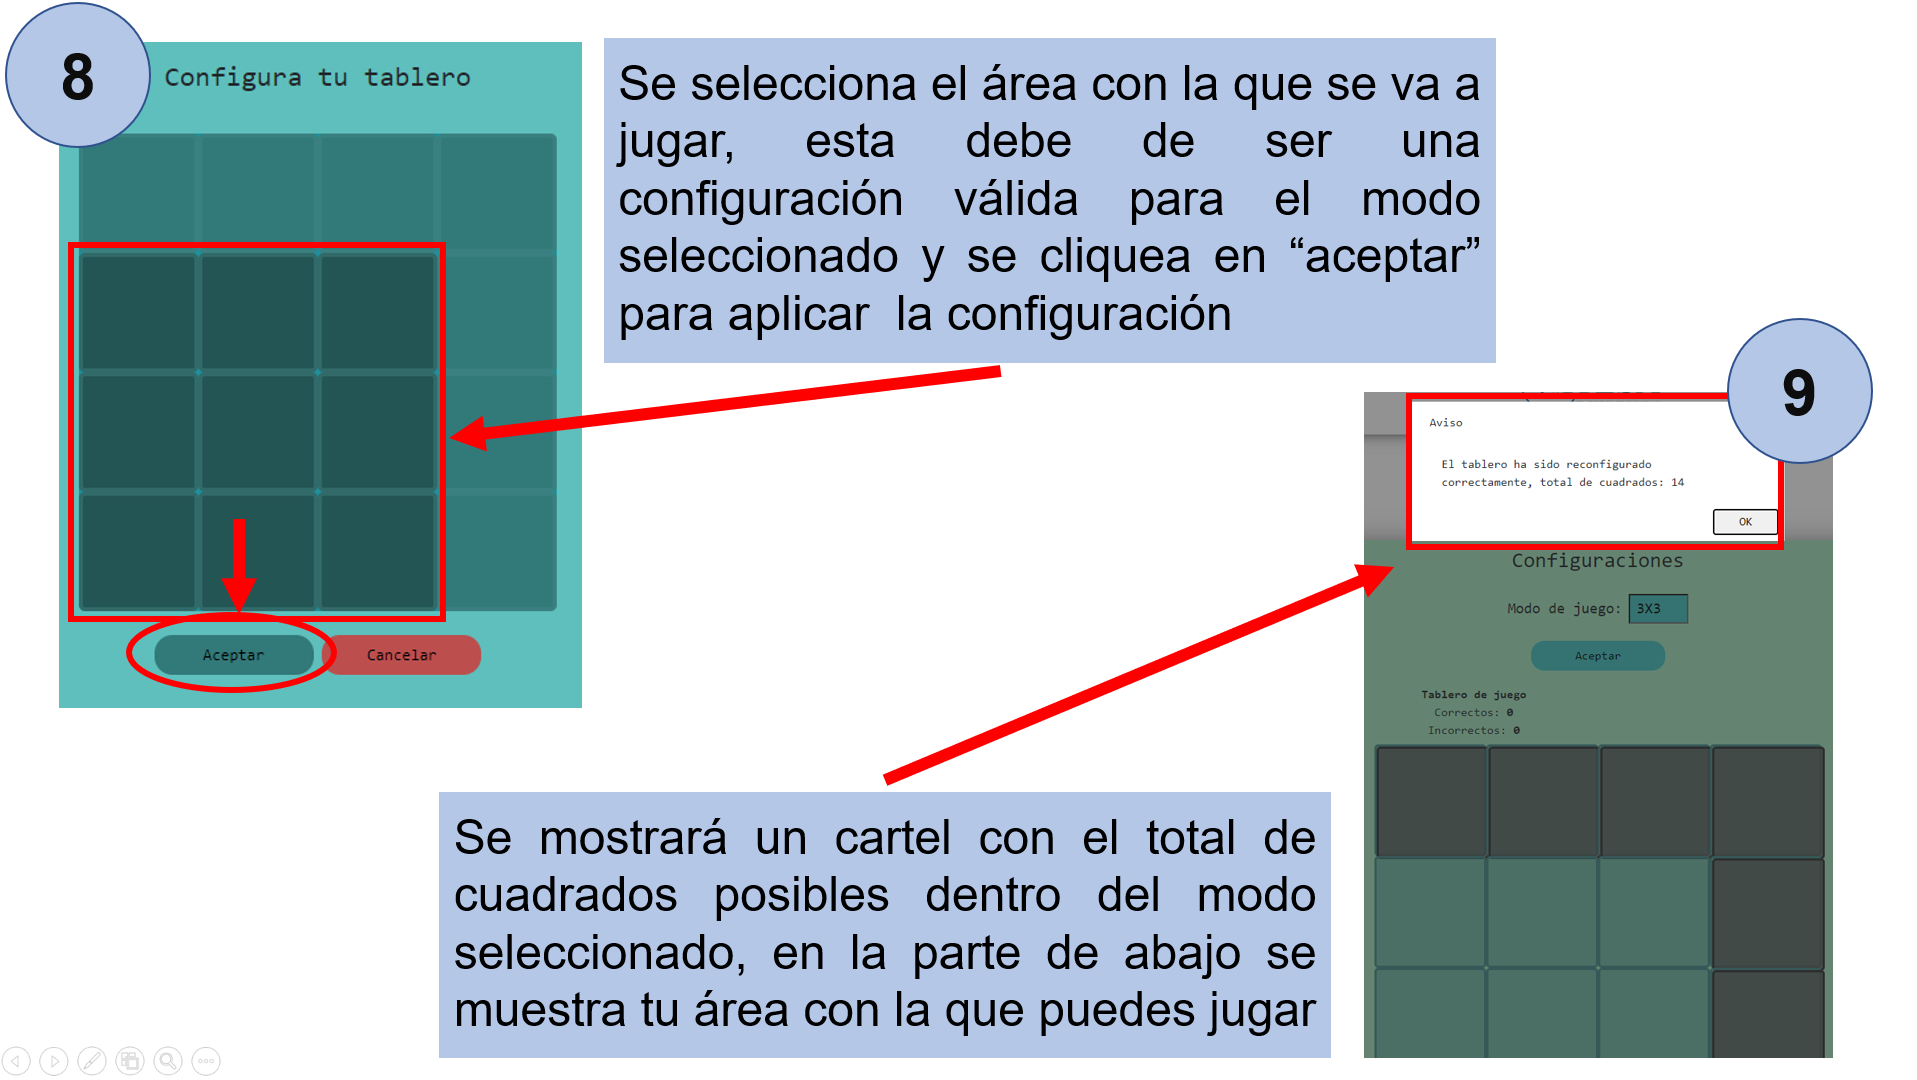 8
Configura tu tablero
Se selecciona el área con la que se va a
jugar, esta debe de ser una
configuración válida para el modo
seleccionado y se cliquea en “aceptar”
para aplicar  la configuración
Aceptar
Cancelar
9
Aviso
El tablero ha sido reconfigurado
correctamente, total de cuadrados: 14
OK
Configuraciones
Modo de juego: 3X3
Aceptar
Tablero de juego
Correctos: 0
Incorrectos: 0
Se mostrará un cartel con el total de
cuadrados posibles dentro del modo
seleccionado, en la parte de abajo se
muestra tu área con la que puedes jugar